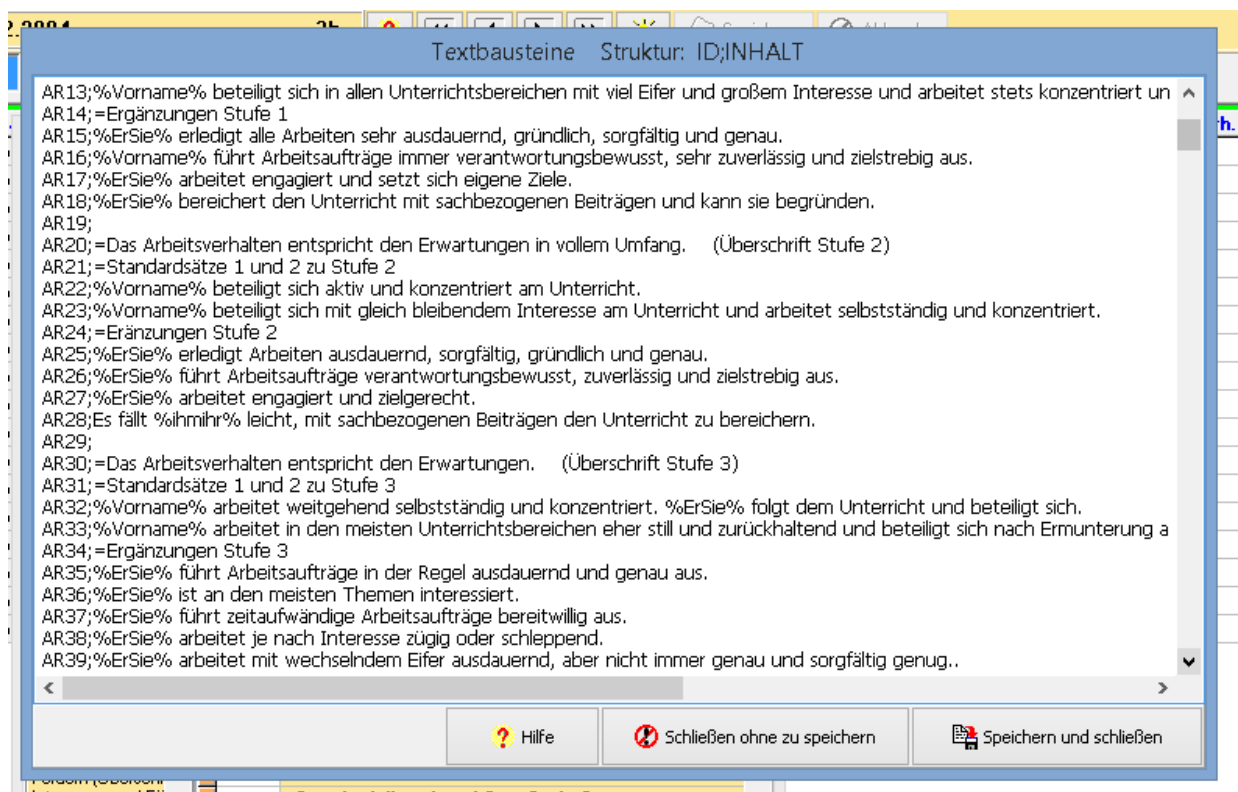 Textbausteine Struktur: ID;INHALT
AR13;%Vorname% beteiligt sich in allen Unterrichtsbereichen mit viel Eifer und großem Interesse und arbeitet stets konzentriert un
AR14;=Ergänzungen Stufe 1
AR15;%ErSie% erledigt alle Arbeiten sehr ausdauernd, gründlich, sorgfältig und genau.
AR16;%Vorname% führt Arbeitsaufträge immer verantwortungsbewusst, sehr zuverlässig und zielstrebig aus.
AR17;%ErSie% arbeitet engagiert und setzt sich eigene Ziele.
AR18;%ErSie% bereichert den Unterricht mit sachbezogenen Beiträgen und kann sie begründen.
AR19;
AR20;=Das Arbeitsverhalten entspricht den Erwartungen in vollem Umfang. (Überschrift Stufe 2)
AR21;=Standardsätze 1 und 2 zu Stufe 2
AR22;%Vorname% beteiligt sich aktiv und konzentriert am Unterricht.
AR23;%Vorname% beteiligt sich mit gleich bleibendem Interesse am Unterricht und arbeitet selbstständig und konzentriert.
AR24;=Eränzungen Stufe 2
AR25;%ErSie% erledigt Arbeiten ausdauernd, sorgfältig, gründlich und genau.
AR26;%ErSie% führt Arbeitsaufträge verantwortungsbewusst, zuverlässig und zielstrebig aus.
AR27;%ErSie% arbeitet engagiert und zielgerecht.
AR28;Es fällt %ihmihr% leicht, mit sachbezogenen Beiträgen den Unterricht zu bereichern.
AR29;
AR30;=Das Arbeitsverhalten entspricht den Erwartungen. (Überschrift Stufe 3)
AR31;=Standardsätze 1 und 2 zu Stufe 3
AR32;%Vorname% arbeitet weitgehend selbstständig und konzentriert. %ErSie% folgt dem Unterricht und beteiligt sich.
AR33;%Vorname% arbeitet in den meisten Unterrichtsbereichen eher still und zurückhaltend und beteiligt sich nach Ermunterung a
AR34;=Ergänzungen Stufe 3
AR35;%ErSie% führt Arbeitsaufträge in der Regel ausdauernd und genau aus.
AR36;%ErSie% ist an den meisten Themen interessiert.
AR37;%ErSie% führt zeitaufwändige Arbeitsaufträge bereitwillig aus.
AR38;%ErSie% arbeitet je nach Interesse zügig oder schleppend.
AR39;%ErSie% arbeitet mit wechselndem Eifer ausdauernd, aber nicht immer genau und sorgfältig genug..
Hilfe
Schließen ohne zu speichern
Speichern und schließen